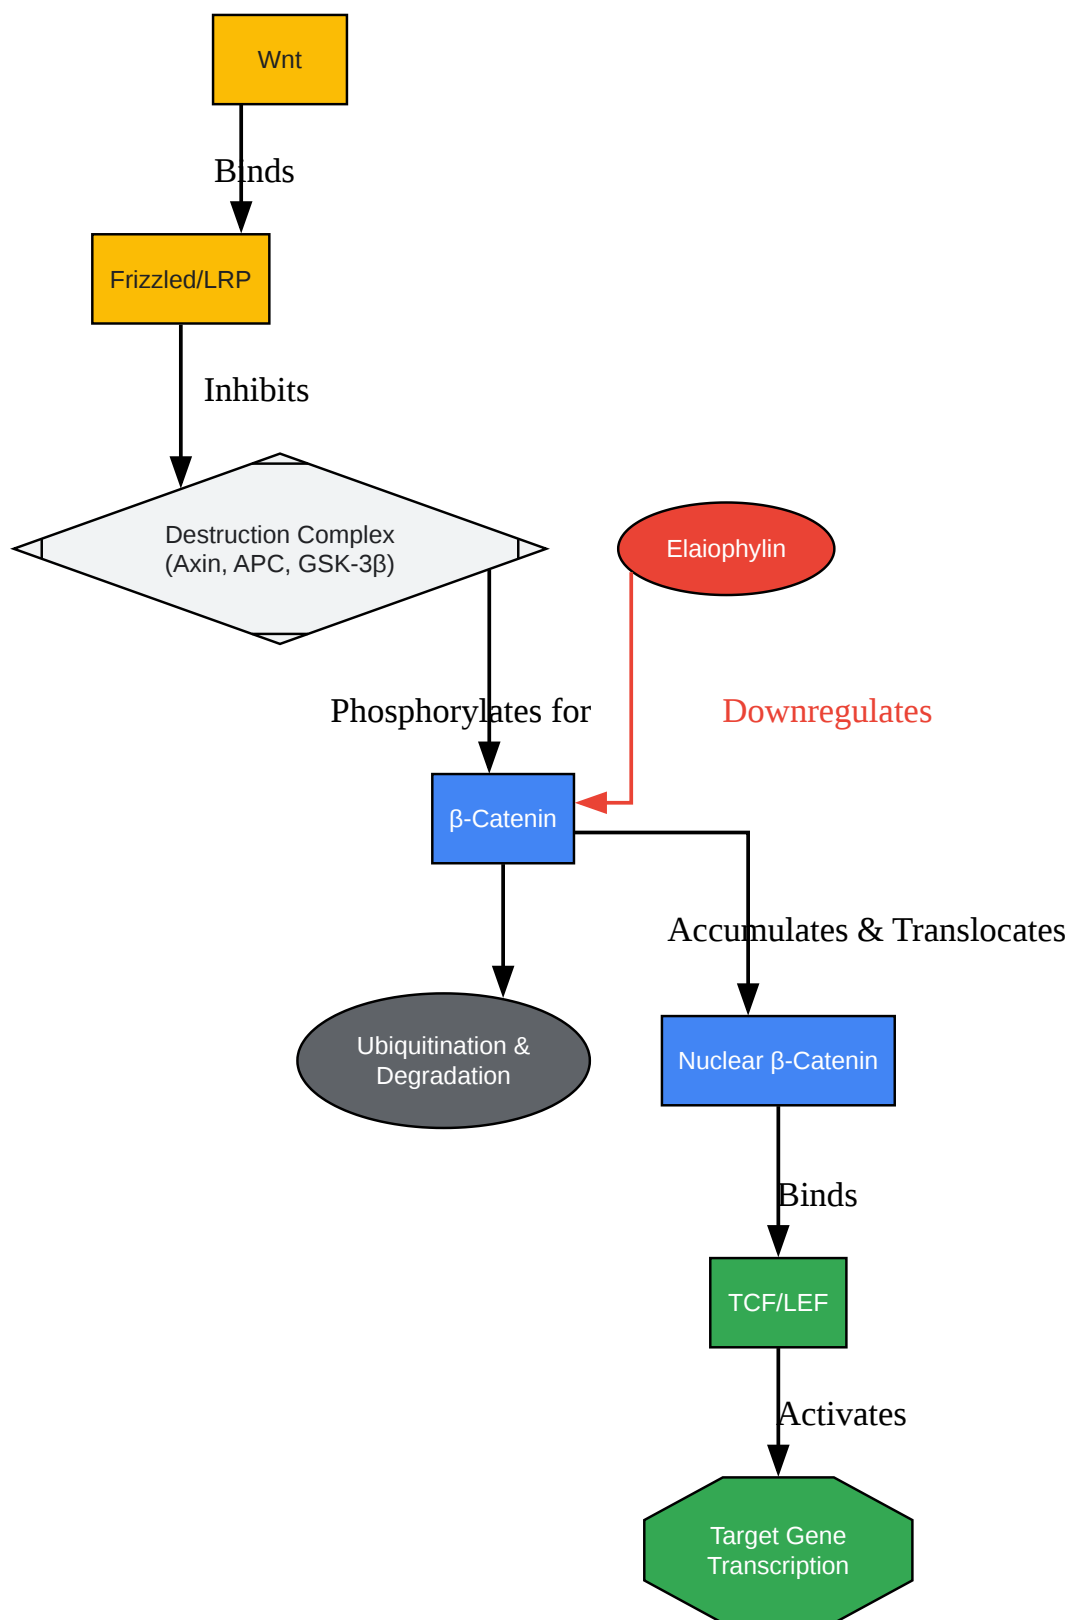 Wnt
Binds
Frizzled/LRP
Inhibits
Destruction Complex
(Axin, APC, GSK-3β)
Elaiophylin
Phosphorylates for
Downregulates
β-Catenin
Accumulates & Translocates
Ubiquitination &
Degradation
Nuclear β-Catenin
Binds
TCF/LEF
Activates
Target Gene
Transcription